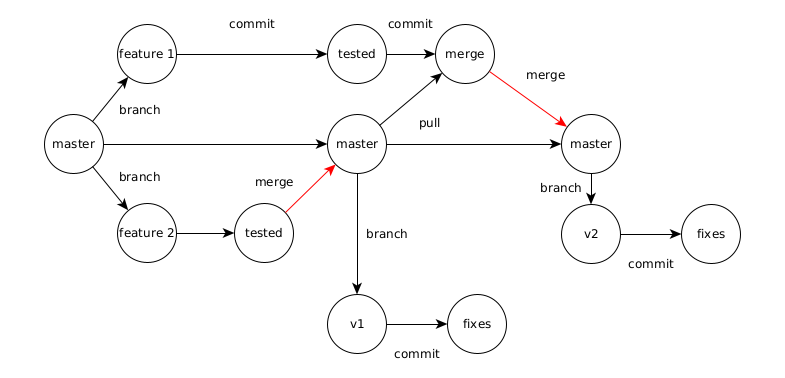 commit
commit
feature 1
tested
merge
merge
branch
pull
master
master
master
branch
merge
branch
feature 2
tested
branch
v2
fixes
commit
v1
fixes
commit